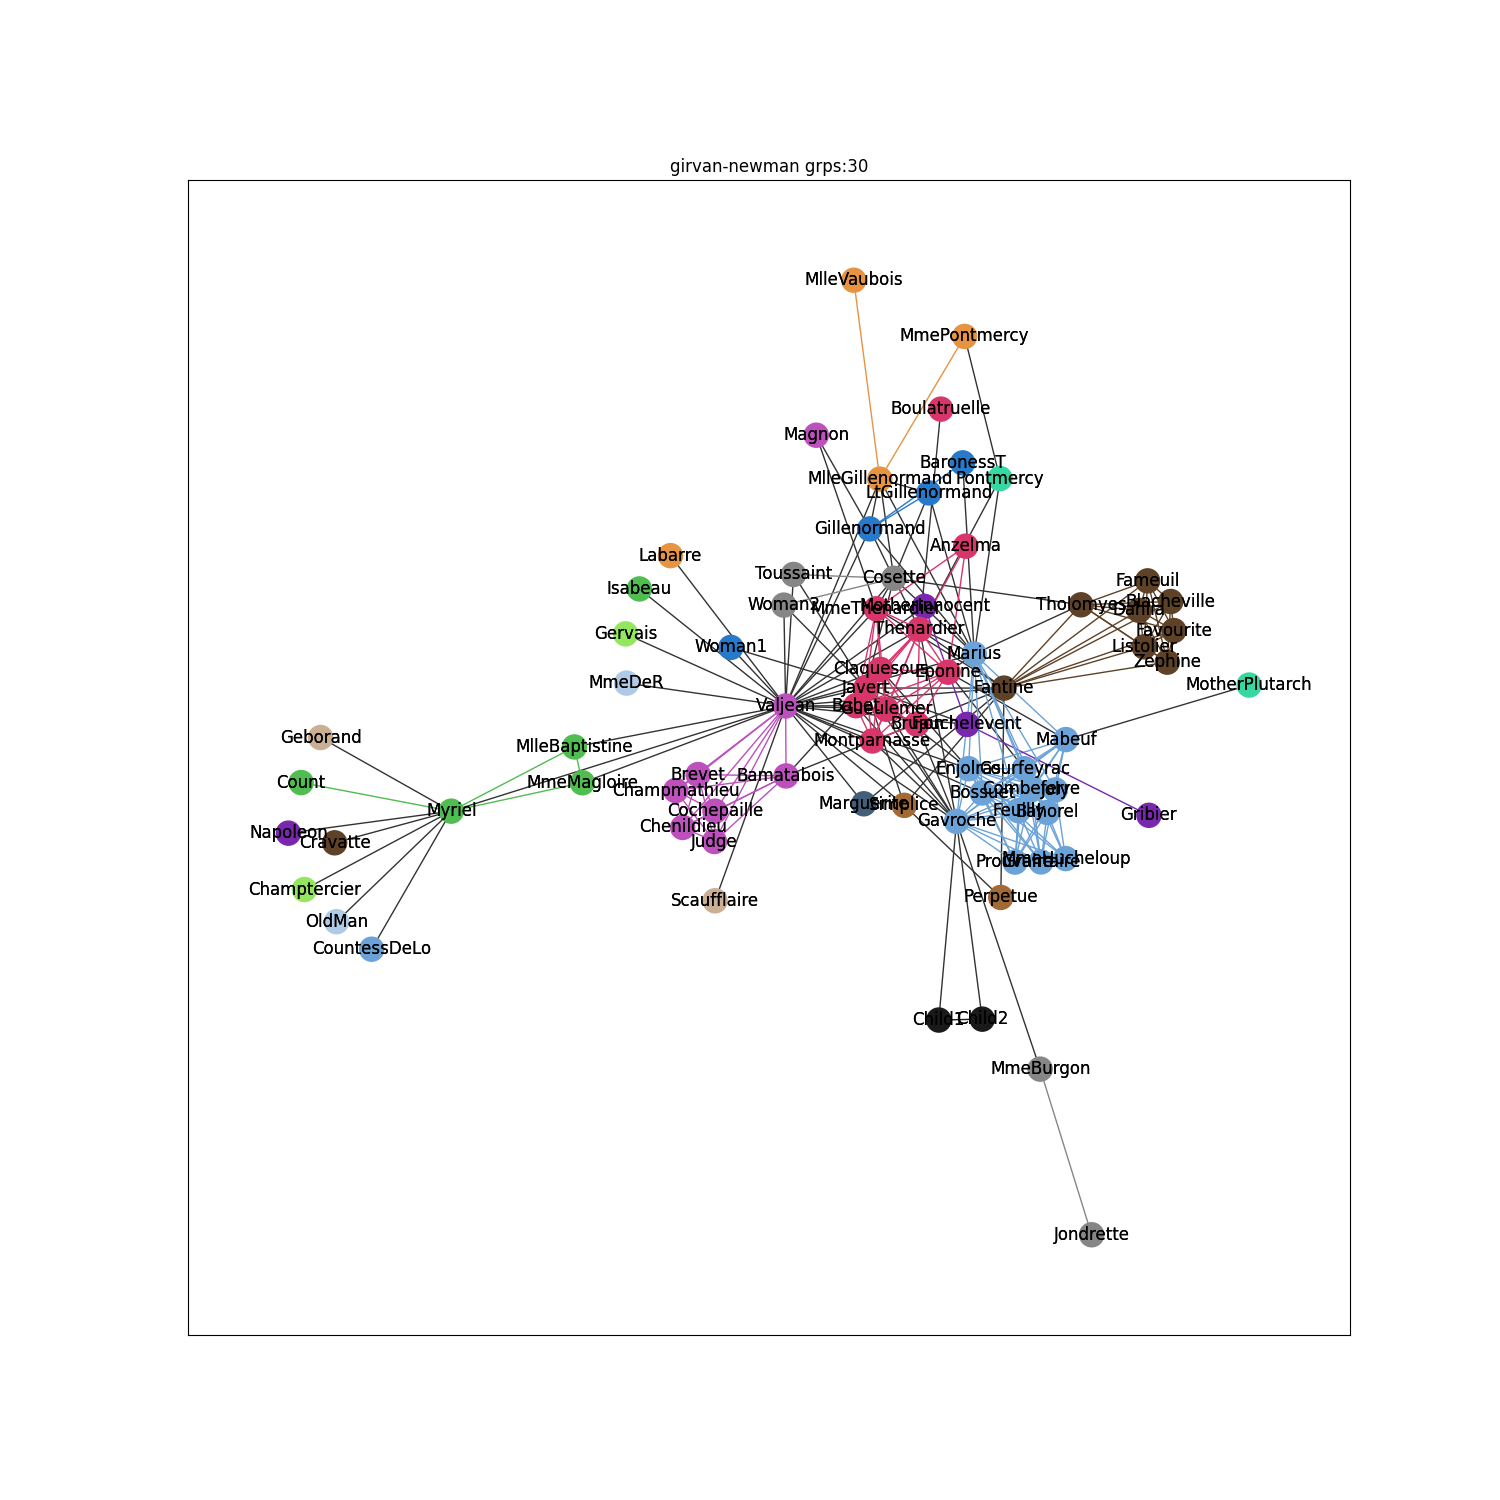 girvan-newman grps:30
MlleVaubois
MmePontmercy
Boulatruelle
Magnon
BaronessT
MlleGillenormand
Pontmercy
LtGillenormand
Gillenormand
Anzelma
Labarre
Toussaint
Cosette
Fameuil
Isabeau
Woman2
MmeThenardier
MotherInnocent
Tholomyes
Blacheville
Dahlia
Thenardier
Gervais
Favourite
Woman1
Listolier
Marius
Zephine
Claquesous
Eponine
MmeDeR
Javert
Fantine
MotherPlutarch
Valjean
Babet
Gueulemer
Brujon
Fauchelevent
Geborand
MlleBaptistine
Montparnasse
Mabeuf
Count
MmeMagloire
Brevet
Bamatabois
Enjolras
Courfeyrac
Champmathieu
Combeferre
Joly
Bossuet
Myriel
Cochepaille
Marguerite
Simplice
Feuilly
Bahorel
Gribier
Napoleon
Chenildieu
Gavroche
Cravatte
Judge
Prouvaire
Grantaire
MmeHucheloup
Champtercier
Scaufflaire
Perpetue
OldMan
CountessDeLo
Child1
Child2
MmeBurgon
Jondrette